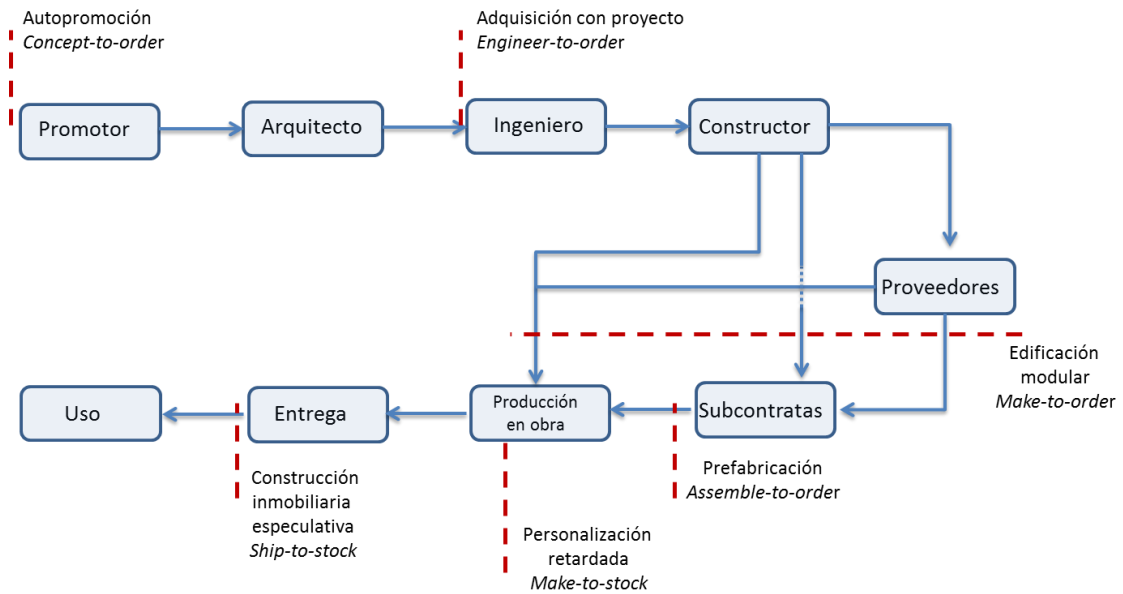 Autopromoción
Concept-to-order
Adquisición con proyecto
Engineer-to-order
Promotor
Arquitecto
Ingeniero
Constructor
Proveedores
Edificación
modular
Make-to-order
Uso
Entrega
Producción
en obra
Subcontratas
Prefabricación
Assemble-to-order
Construcción
inmobiliaria
especulativa
Ship-to-stock
Personalización
retardada
Make-to-stock